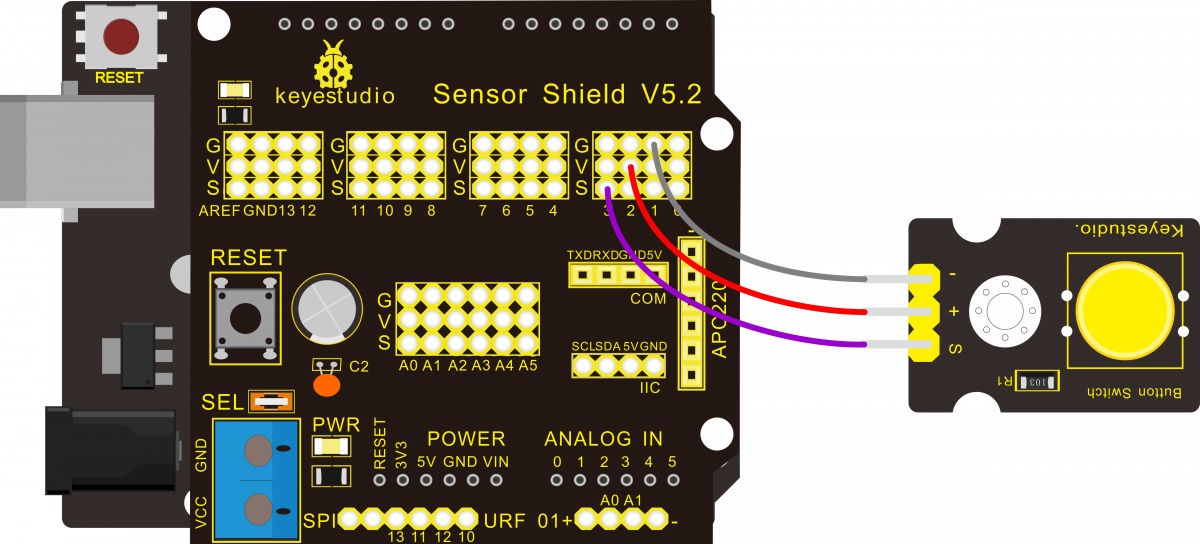 RESET
keyestudio
Sensor Shield V5.2
G G G G
V V V V
S S S S
AREF GND 13 12 11 10 9 8 7 6 5 4 3 2 1 0
Keyestudio.
RESET
TXD RXD GND 5V
COM
APC220
-
+
S
G
V
S
A0 A1 A2 A3 A4 A5
SCL SDA 5V GND
IIC
C2
R1
103
Button Switch
SEL
PWR
GND
VCC
RESET
3V3
POWER
5V GND VIN
ANALOG IN
0 1 2 3 4 5
A0 A1
SPI
URF 01+
-
13 11 12 10